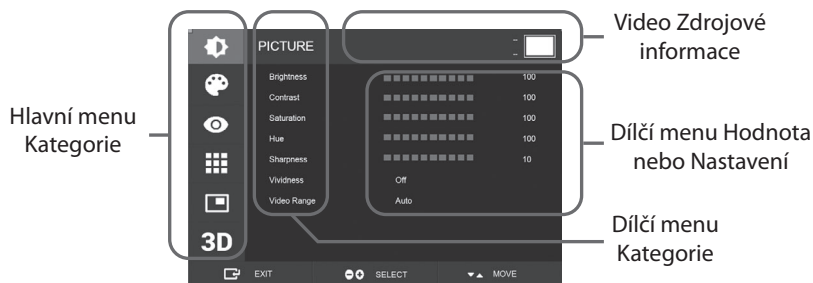 Video Zdrojové
informace
PICTURE
Brightness 100
Contrast 100
Saturation 100
Hue 100
Sharpness 10
Vividness Off
Video Range Auto
3D
EXIT SELECT MOVE
Hlavní menu
Kategorie
Dílčí menu Hodnota
nebo Nastavení
Dílčí menu
Kategorie